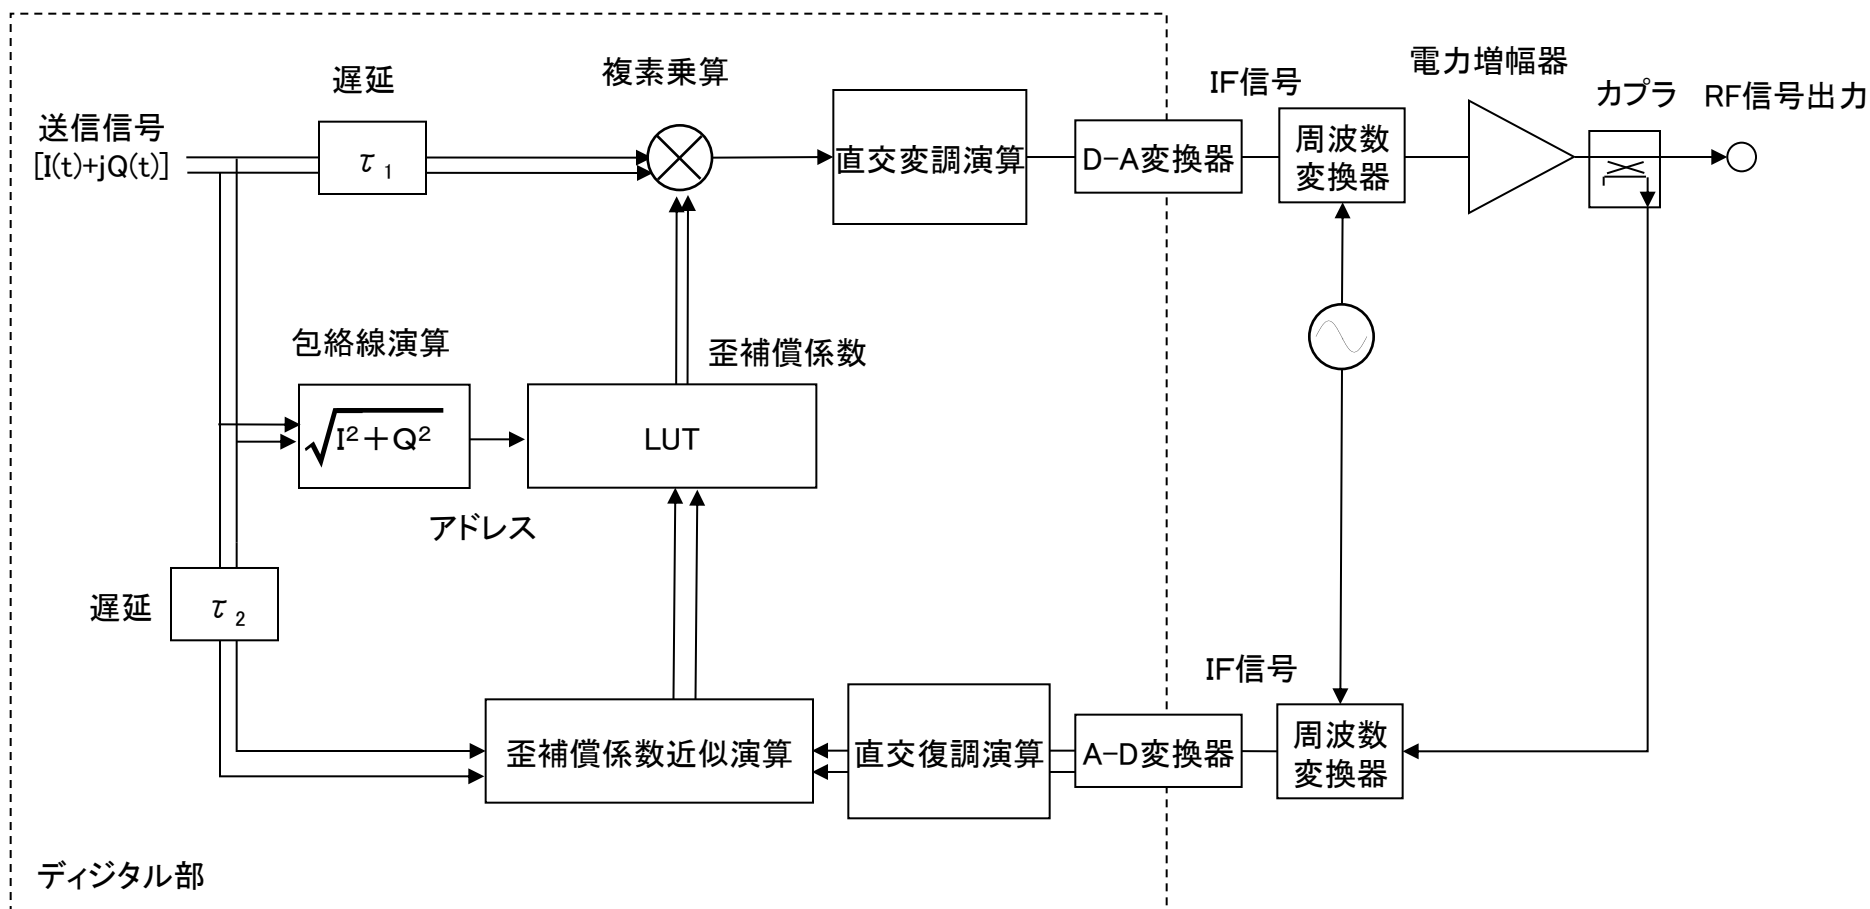 遅延
複素乗算
IF信号
電力増幅器
カプラ
RF信号出力
送信信号
[I(t)+jQ(t)]
τ1
直交変調演算
D-A変換器
周波数
変換器
包絡線演算
歪補償係数
√I²+Q²
LUT
アドレス
遅延
τ2
IF信号
歪補償係数近似演算
直交復調演算
A-D変換器
周波数
変換器
ディジタル部